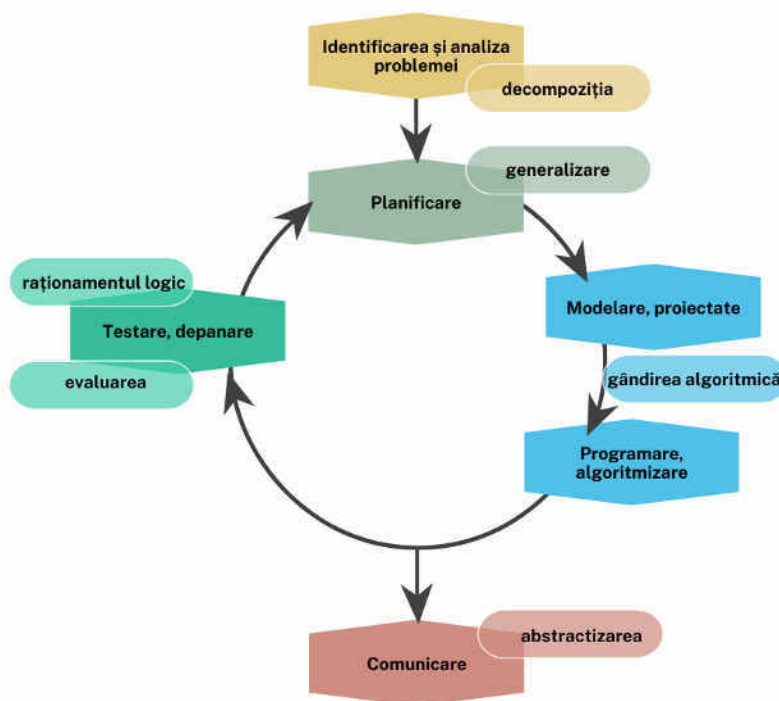 Identificarea și analiza
problemei
decompoziția
generalizare
Planificare
raționamentul logic
Testare, depanare
evaluarea
Modelare, proiectate
gândirea algoritmică
Programare,
algoritmizare
abstractizarea
Comunicare